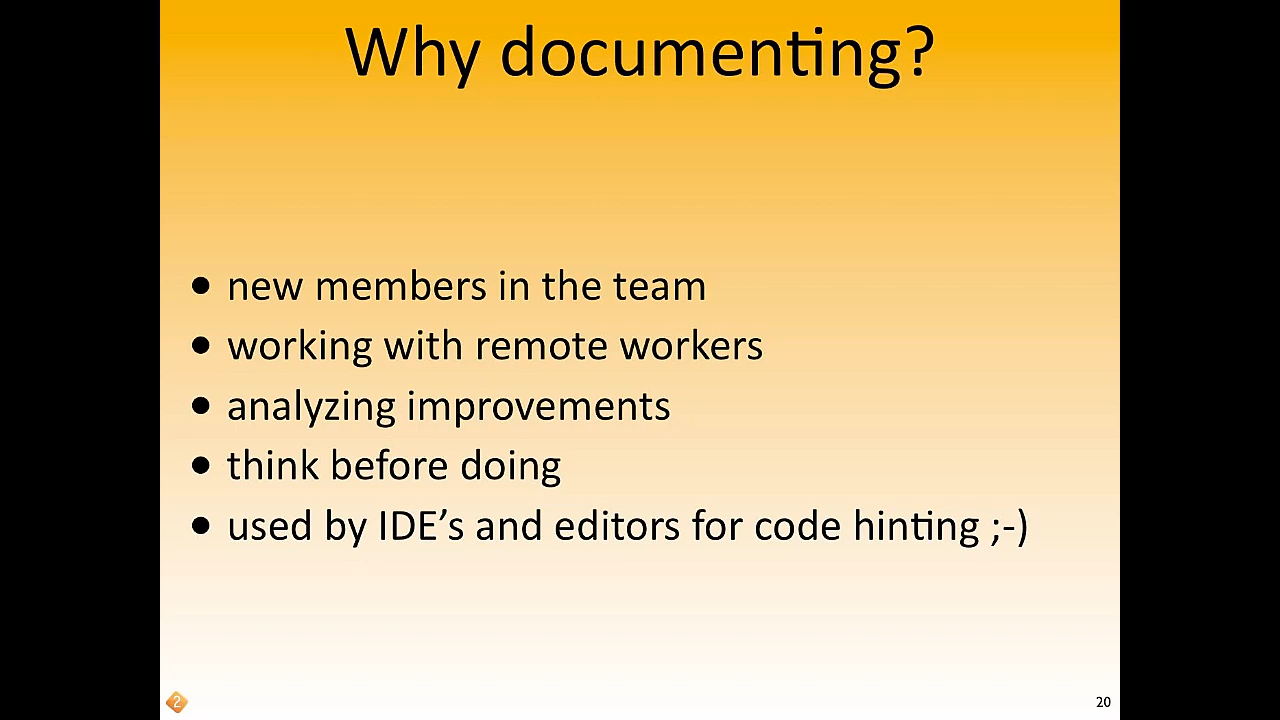 Why documenting?
• new members in the team
• working with remote workers
• analyzing improvements
• think before doing
• used by IDE’s and editors for code hinting ;-)
2
20